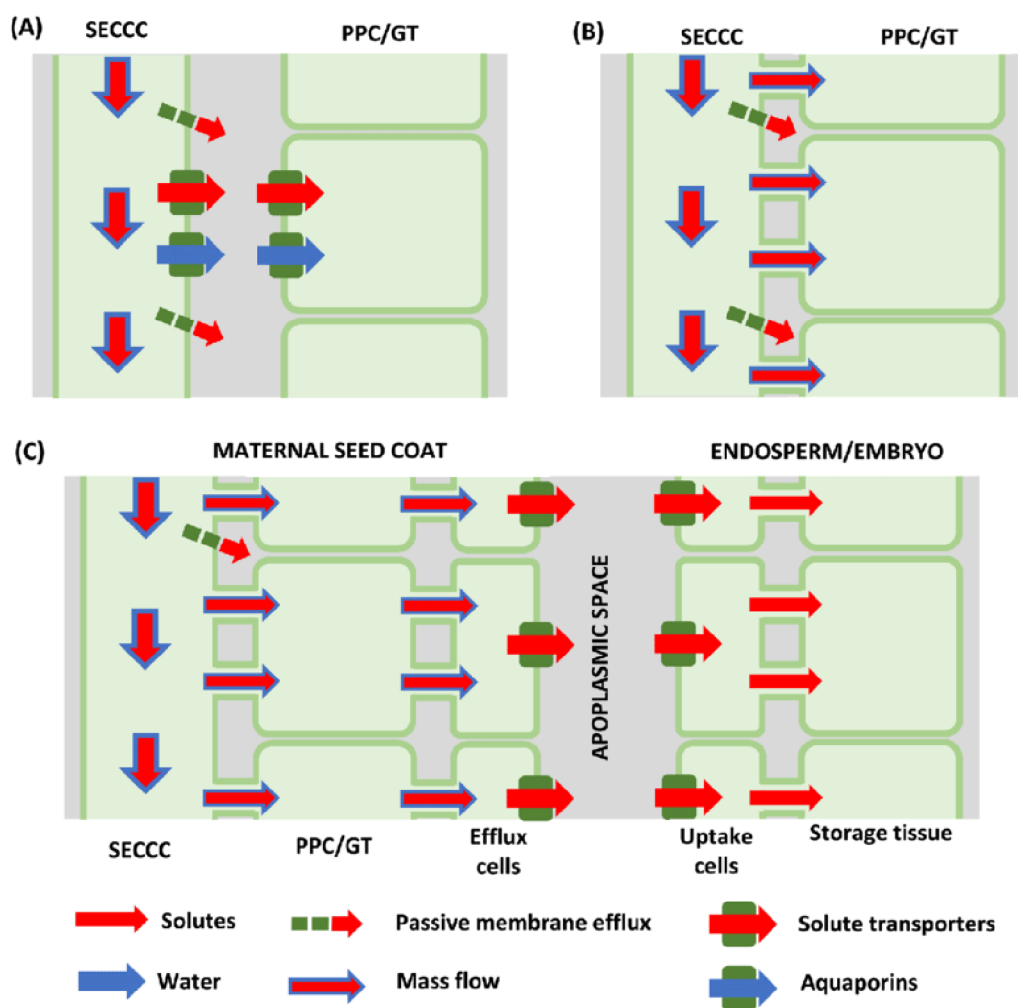 (A)
SECCC
PPC/GT
(B)
SECCC
PPC/GT
(C)
MATERNAL SEED COAT
ENDOSPERM/EMBRYO
APOPLASMIC SPACE
SECCC
PPC/GT
Efflux
cells
Uptake
cells
Storage tissue
Solutes
Passive membrane efflux
Solute transporters
Water
Mass flow
Aquaporins